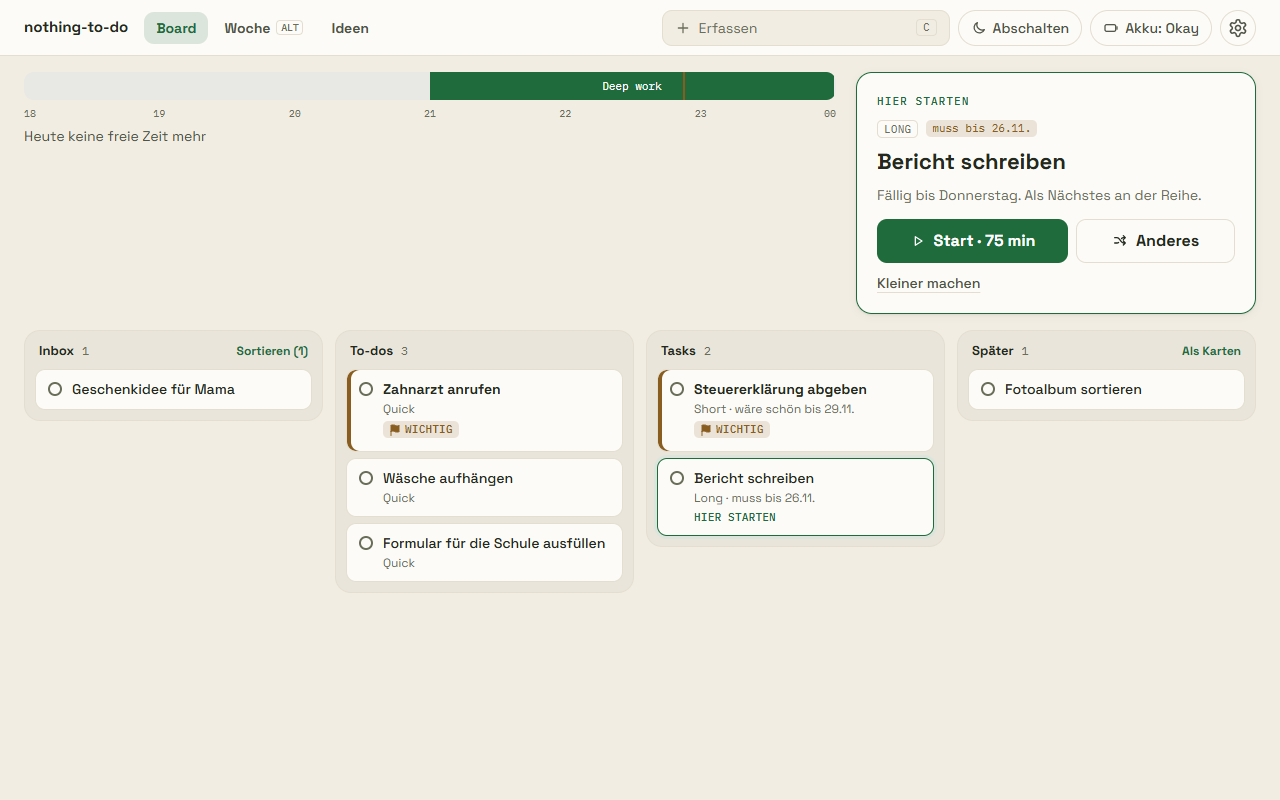 nothing-to-do
Board
Woche ALT
Ideen
Erfassen C
Abschalten
Akku: Okay
Deep work
18 19 20 21 22 23 00
Heute keine freie Zeit mehr
HIER STARTEN
LONG muss bis 26.11.
Bericht schreiben
Fällig bis Donnerstag. Als Nächstes an der Reihe.
Start · 75 min
Anderes
Kleiner machen
Inbox 1 Sortieren (1)
Geschenkidee für Mama
To-dos 3
Zahnarzt anrufen
Quick
WICHTIG
Wäsche aufhängen
Quick
Formular für die Schule ausfüllen
Quick
Tasks 2
Steuererklärung abgeben
Short · wäre schön bis 29.11.
WICHTIG
Bericht schreiben
Long · muss bis 26.11.
HIER STARTEN
Später 1 Als Karten
Fotoalbum sortieren